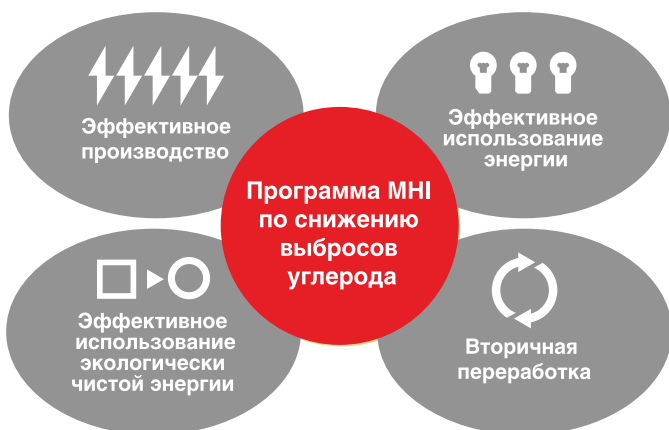 Эффективное
производство
Эффективное
использование
энергии
Программа MHI
по снижению
выбросов
углерода
Эффективное
использование
экологически
чистой энергии
Вторичная
переработка